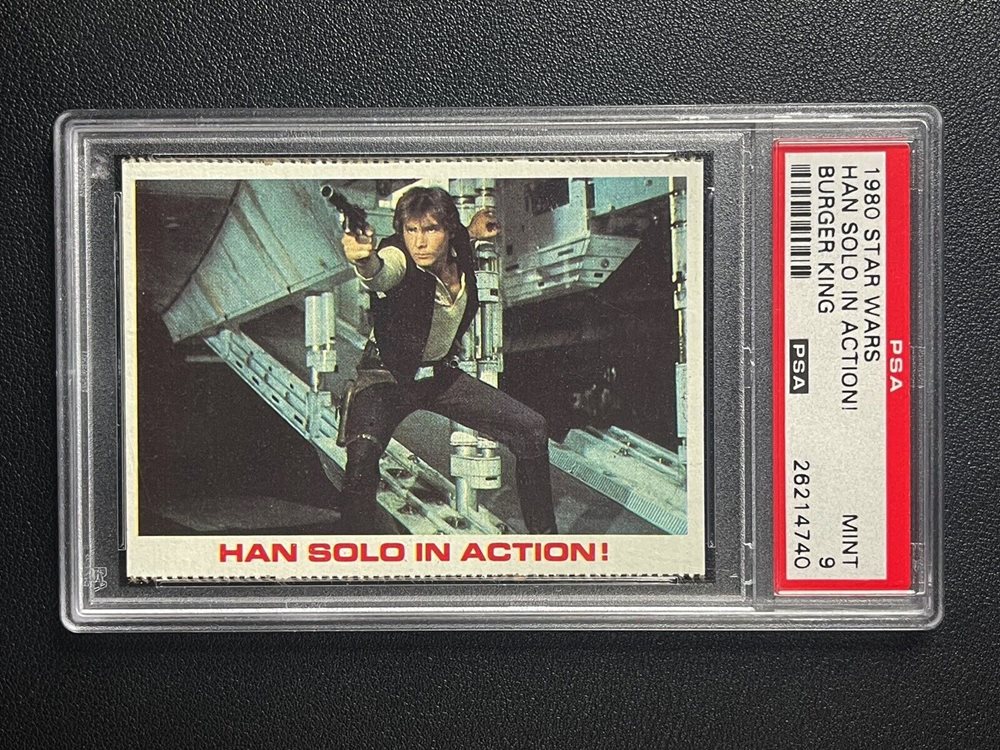 HAN SOLO IN ACTION!
PSA
1980 STAR WARS
HAN SOLO IN ACTION!
BURGER KING
PSA
MINT
9
26214740